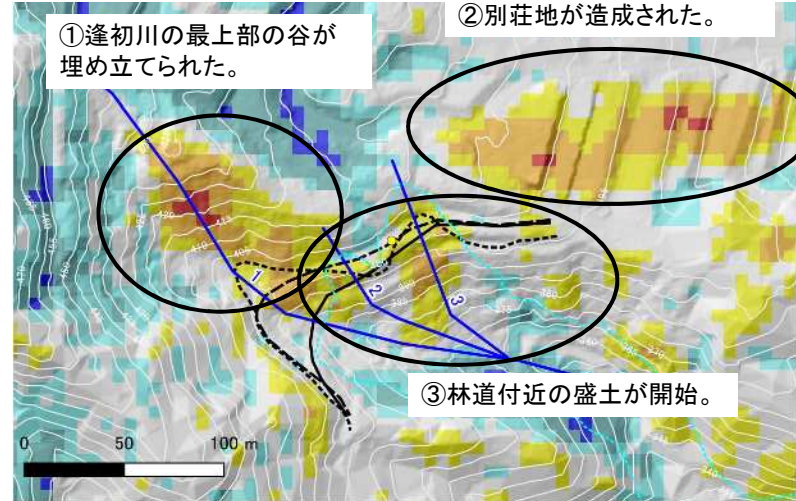 ①逢初川の最上部の谷が
埋め立てられた。
②別荘地が造成された。
1
2
3
③林道付近の盛土が開始。
0 50 100 m